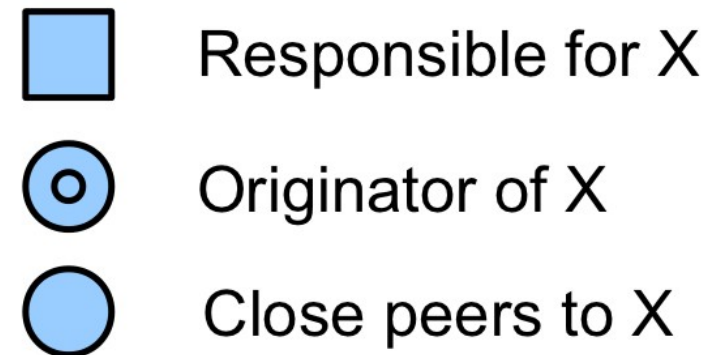 Responsible for X
Originator of X
Close peers to X